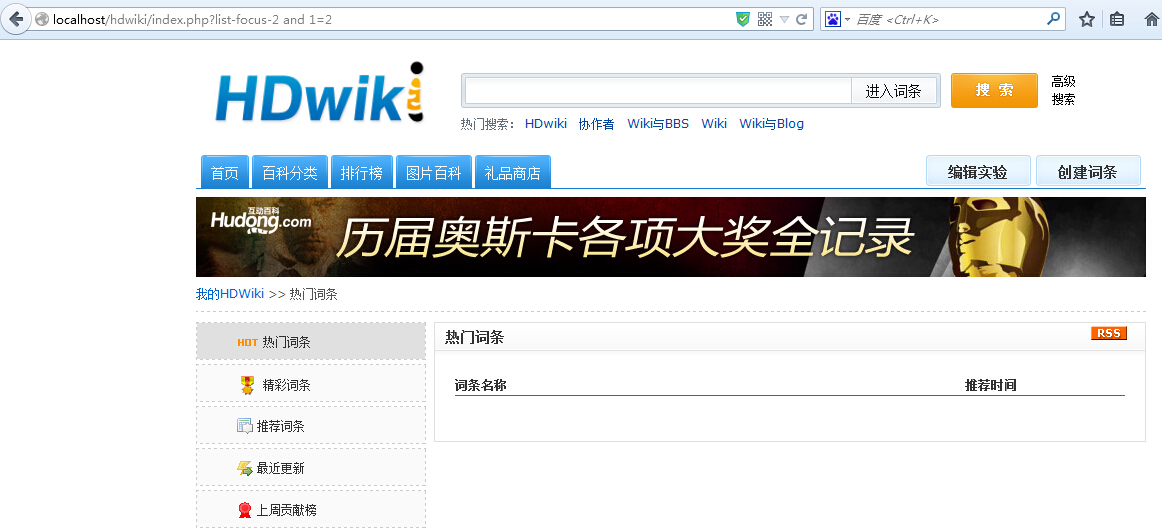 localhost/hdwiki/index.php?list-focus-2 and 1=2
百度 <Ctrl+K>
HDwiki
进入词条
搜 索
高级
搜索
热门搜索： HDwiki 协作者 Wiki与BBS Wiki Wiki与Blog
首页 百科分类 排行榜 图片百科 礼品商店 编辑实验 创建词条
互动百科
Hudong.com
历届奥斯卡各项大奖全记录
我的HDWiki >> 热门词条
HOT 热门词条
热门词条 RSS
词条名称 推荐时间
精彩词条
推荐词条
最近更新
上周贡献榜